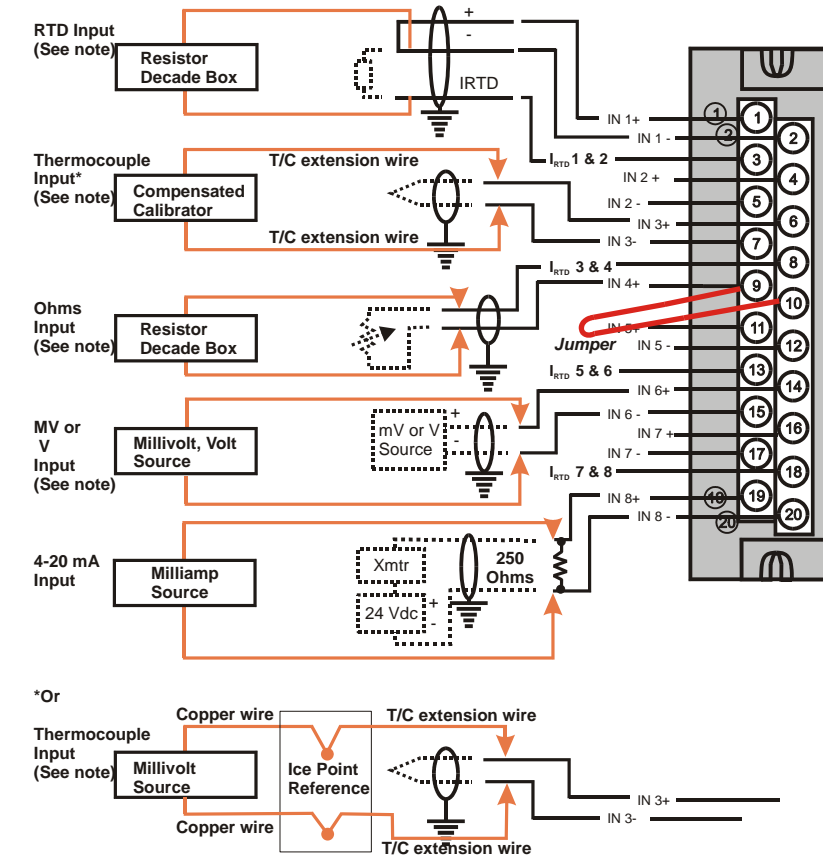 RTD Input
(See note)
Resistor
Decade Box
+
-
IRTD
IN 1+
IN 1 -
IRTD 1 & 2
IN 2 +
IN 2 -
IN 3+
IN 3-
IRTD 3 & 4
IN 4+
IN 5+
IN 5 -
Jumper
IRTD 5 & 6
IN 6+
IN 6 -
IN 7 +
IN 7 -
IRTD 7 & 8
IN 8+
IN 8 -
1
2
19
20
1
2
3
4
5
6
7
8
9
10
11
12
13
14
15
16
17
18
19
20
Thermocouple
Input*
(See note)
Compensated
Calibrator
T/C extension wire
T/C extension wire
Ohms
Input
(See note)
Resistor
Decade Box
MV or
V
Input
(See note)
Millivolt, Volt
Source
mV or V
Source
+
-
4-20 mA
Input
Milliamp
Source
Xmtr
24 Vdc
+
-
250
Ohms
*Or
Thermocouple
Input
(See note)
Millivolt
Source
Copper wire
Copper wire
Ice Point
Reference
T/C extension wire
T/C extension wire
IN 3+
IN 3-